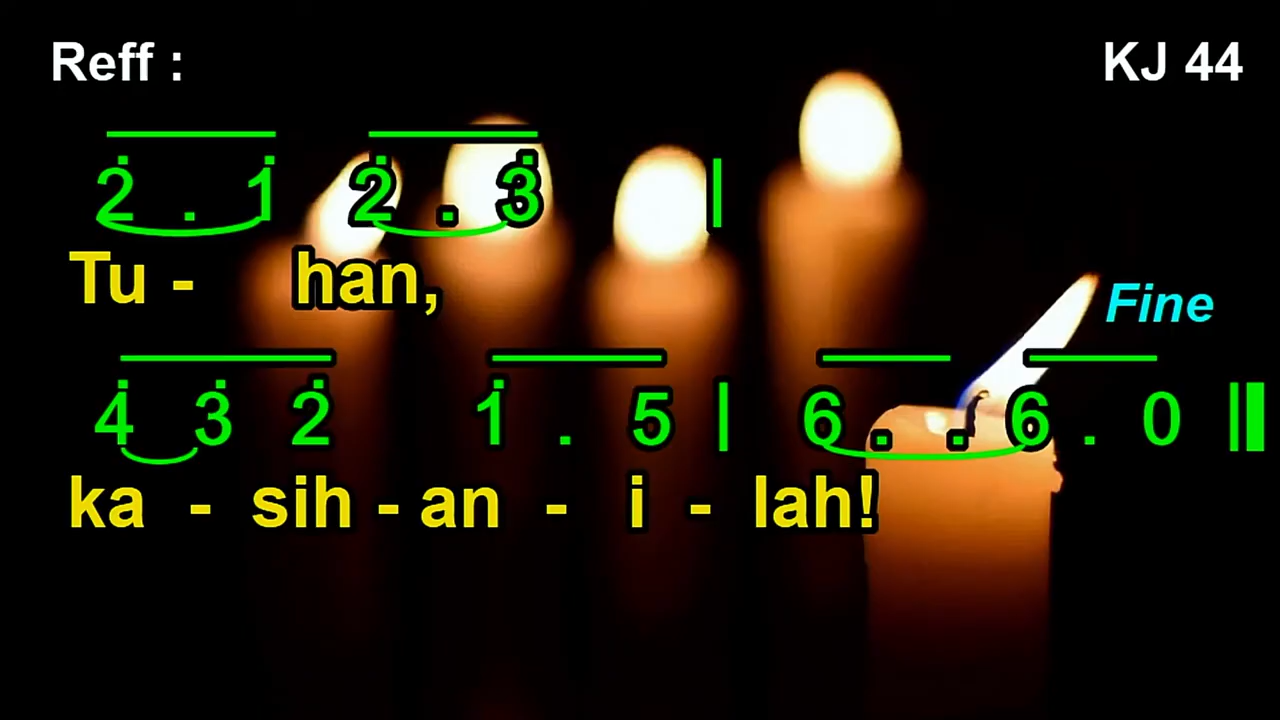 Reff : KJ 44
2̇ . 1̇ 2̇ . 3̇ |
Tu - han,
Fine
4̇ 3̇ 2̇ 1̇ . 5 | 6 . . 6 . 0 ||
ka - sih - an - i - lah!